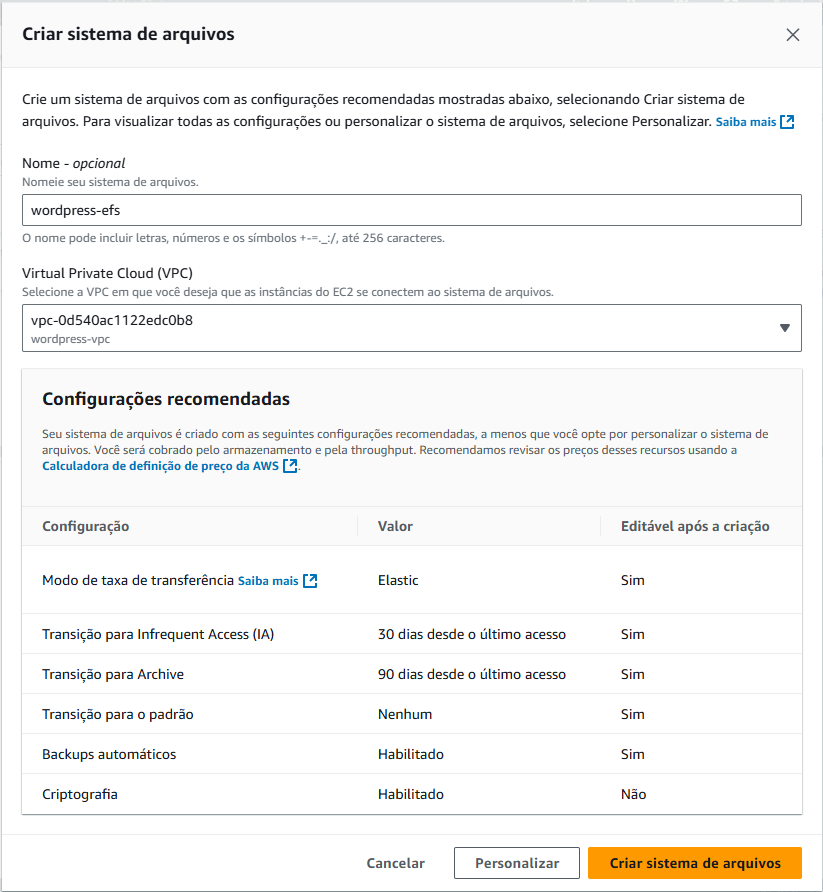 Criar sistema de arquivos
Crie um sistema de arquivos com as configurações recomendadas mostradas abaixo, selecionando Criar sistema de
arquivos. Para visualizar todas as configurações ou personalizar o sistema de arquivos, selecione Personalizar. Saiba mais
Nome - opcional
Nomeie seu sistema de arquivos.
wordpress-efs
O nome pode incluir letras, números e os símbolos +-=._:/, até 256 caracteres.
Virtual Private Cloud (VPC)
Selecione a VPC em que você deseja que as instâncias do EC2 se conectem ao sistema de arquivos.
vpc-0d540ac1122edc0b8
wordpress-vpc
Configurações recomendadas
Seu sistema de arquivos é criado com as seguintes configurações recomendadas, a menos que você opte por personalizar o sistema de
arquivos. Você será cobrado pelo armazenamento e pela throughput. Recomendamos revisar os preços desses recursos usando a
Calculadora de definição de preço da AWS.
Configuração Valor Editável após a criação
Modo de taxa de transferência Saiba mais Elastic Sim
Transição para Infrequent Access (IA) 30 dias desde o último acesso Sim
Transição para Archive 90 dias desde o último acesso Sim
Transição para o padrão Nenhum Sim
Backups automáticos Habilitado Sim
Criptografia Habilitado Não
Cancelar Personalizar Criar sistema de arquivos